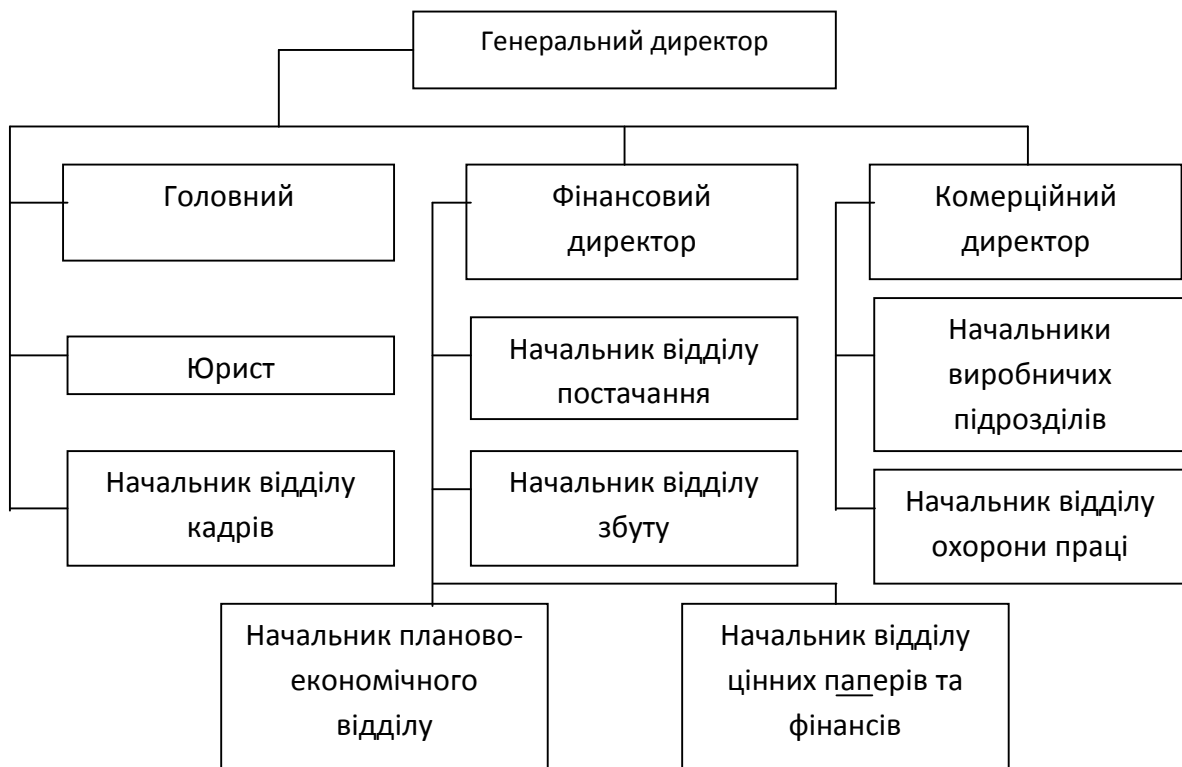 Генеральний директор
Головний
Фінансовий
директор
Комерційний
директор
Юрист
Начальник відділу
постачання
Начальники
виробничих
підрозділів
Начальник відділу
кадрів
Начальник відділу
збуту
Начальник відділу
охорони праці
Начальник планово-
економічного
відділу
Начальник відділу
цінних паперів та
фінансів